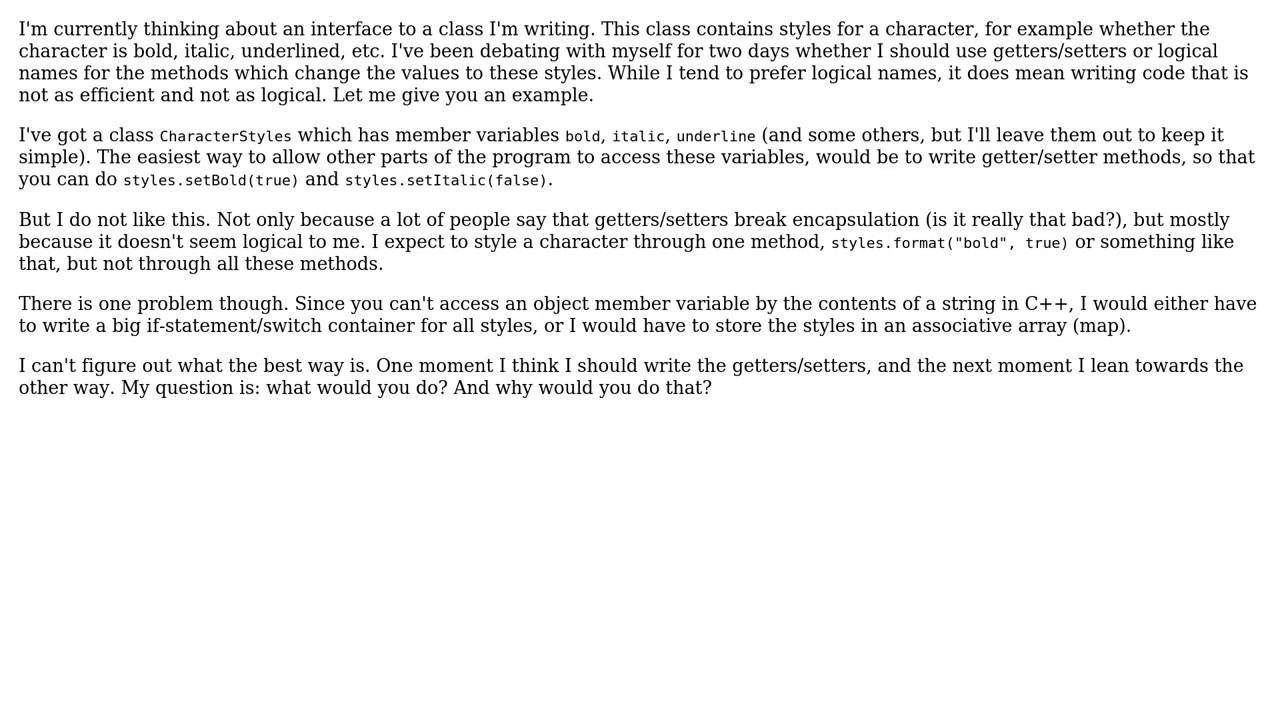 I'm currently thinking about an interface to a class I'm writing. This class contains styles for a character, for example whether the
character is bold, italic, underlined, etc. I've been debating with myself for two days whether I should use getters/setters or logical
names for the methods which change the values to these styles. While I tend to prefer logical names, it does mean writing code that is
not as efficient and not as logical. Let me give you an example.
I've got a class CharacterStyles which has member variables bold, italic, underline (and some others, but I'll leave them out to keep it
simple). The easiest way to allow other parts of the program to access these variables, would be to write getter/setter methods, so that
you can do styles.setBold(true) and styles.setItalic(false).
But I do not like this. Not only because a lot of people say that getters/setters break encapsulation (is it really that bad?), but mostly
because it doesn't seem logical to me. I expect to style a character through one method, styles.format("bold", true) or something like
that, but not through all these methods.
There is one problem though. Since you can't access an object member variable by the contents of a string in C++, I would either have
to write a big if-statement/switch container for all styles, or I would have to store the styles in an associative array (map).
I can't figure out what the best way is. One moment I think I should write the getters/setters, and the next moment I lean towards the
other way. My question is: what would you do? And why would you do that?